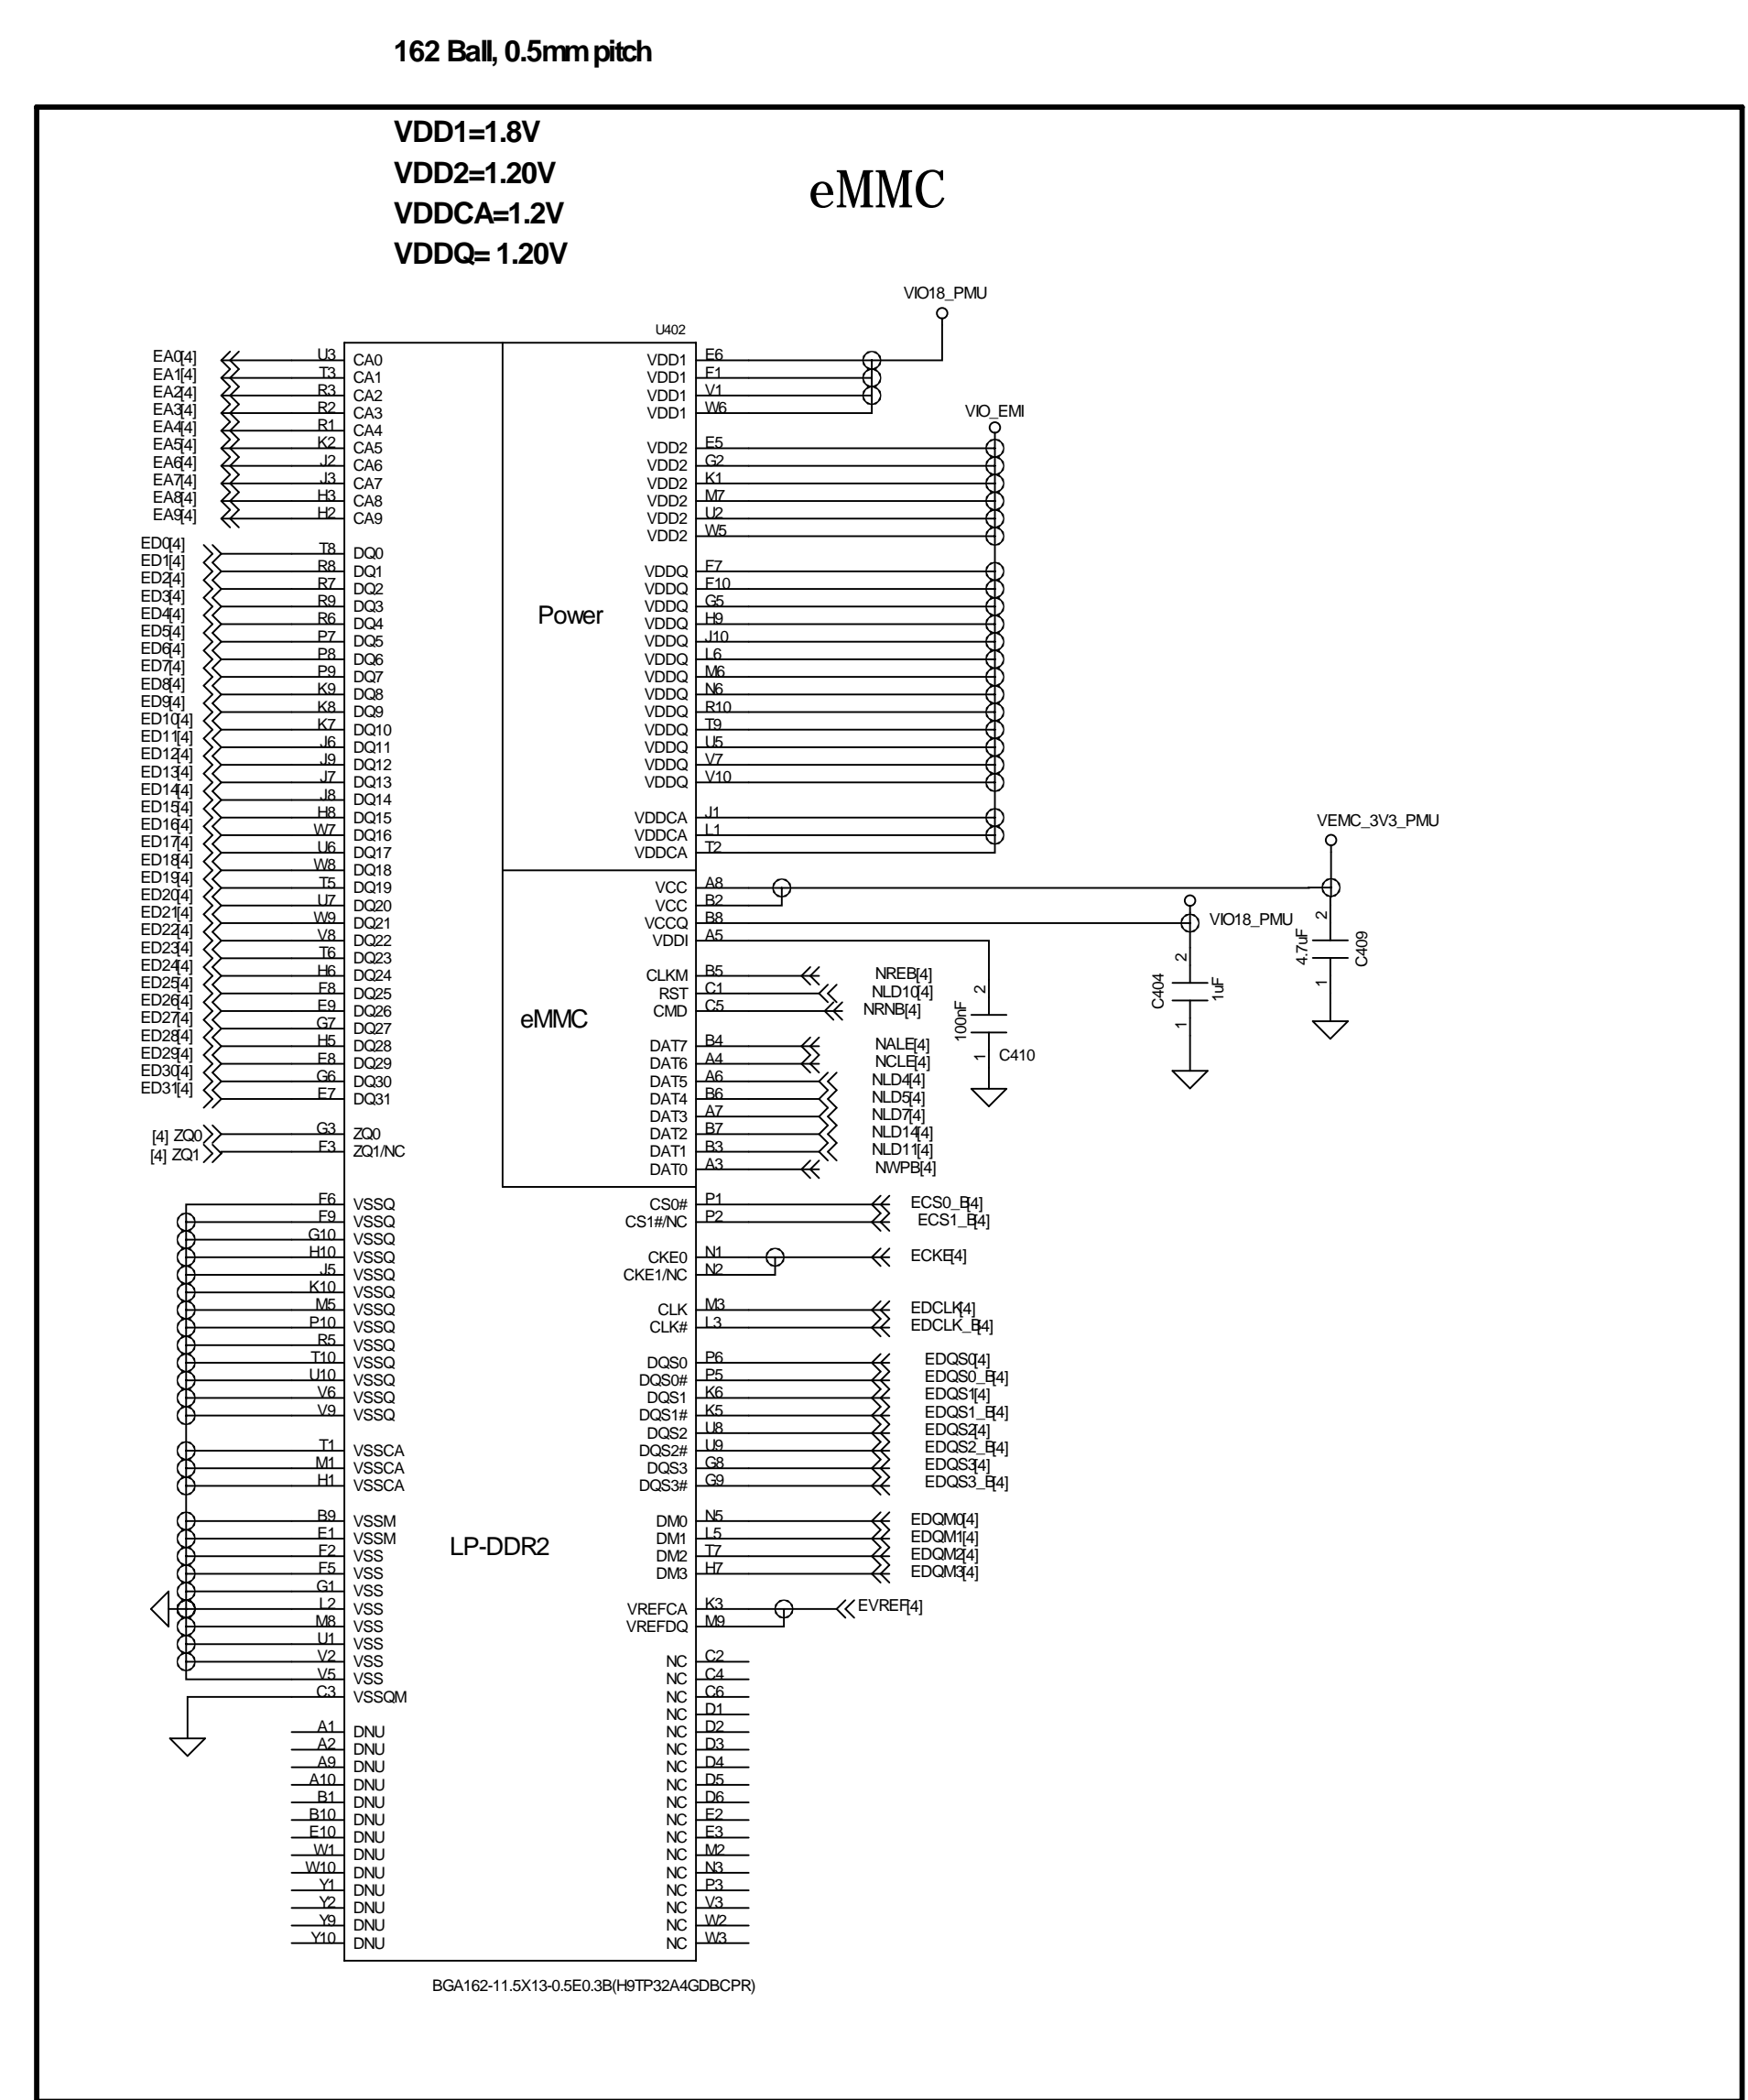 162 Ball, 0.5mm pitch
VDD1=1.8V
VDD2=1.20V
VDDCA=1.2V
VDDQ= 1.20V
eMMC
VIO18_PMU
U402
EA0[4] U3 CA0
EA1[4] T3 CA1
EA2[4] R3 CA2
EA3[4] R2 CA3
EA4[4] R1 CA4
EA5[4] K2 CA5
EA6[4] J2 CA6
EA7[4] J3 CA7
EA8[4] H3 CA8
EA9[4] H2 CA9
ED0[4] T8 DQ0
ED1[4] R8 DQ1
ED2[4] R7 DQ2
ED3[4] R9 DQ3
ED4[4] R6 DQ4
ED5[4] P7 DQ5
ED6[4] P8 DQ6
ED7[4] P9 DQ7
ED8[4] K9 DQ8
ED9[4] K8 DQ9
ED10[4] K7 DQ10
ED11[4] J6 DQ11
ED12[4] J9 DQ12
ED13[4] J7 DQ13
ED14[4] J8 DQ14
ED15[4] H8 DQ15
ED16[4] W7 DQ16
ED17[4] U6 DQ17
ED18[4] W8 DQ18
ED19[4] T5 DQ19
ED20[4] U7 DQ20
ED21[4] W9 DQ21
ED22[4] V8 DQ22
ED23[4] T6 DQ23
ED24[4] H6 DQ24
ED25[4] F8 DQ25
ED26[4] E9 DQ26
ED27[4] G7 DQ27
ED28[4] H5 DQ28
ED29[4] E8 DQ29
ED30[4] G6 DQ30
ED31[4] E7 DQ31
[4] ZQ0 G3 ZQ0
[4] ZQ1 F3 ZQ1/NC
F6 VSSQ
F9 VSSQ
G10 VSSQ
H10 VSSQ
J5 VSSQ
K10 VSSQ
M5 VSSQ
P10 VSSQ
R5 VSSQ
T10 VSSQ
U10 VSSQ
V6 VSSQ
V9 VSSQ
T1 VSSCA
M1 VSSCA
H1 VSSCA
B9 VSSM
E1 VSSM
F2 VSS
F5 VSS
G1 VSS
L2 VSS
M8 VSS
U1 VSS
V2 VSS
V5 VSS
C3 VSSQM
A1 DNU
A2 DNU
A9 DNU
A10 DNU
B1 DNU
B10 DNU
E10 DNU
W1 DNU
W10 DNU
Y1 DNU
Y2 DNU
Y9 DNU
Y10 DNU
Power
eMMC
LP-DDR2
VDD1 E6
VDD1 F1
VDD1 V1
VDD1 W6
VIO_EMI
VDD2 E5
VDD2 G2
VDD2 K1
VDD2 M7
VDD2 U2
VDD2 W5
VDDQ F7
VDDQ F10
VDDQ G5
VDDQ H9
VDDQ J10
VDDQ L6
VDDQ M6
VDDQ N6
VDDQ R10
VDDQ T9
VDDQ U5
VDDQ V7
VDDQ V10
VDDCA J1
VDDCA L1
VDDCA T2
VEMC_3V3_PMU
VCC A8
VCC B2
VCCQ B8
VIO18_PMU
VDDI A5
2 4.7uF C409 1
2 C404 1uF 1
2 100nF 1 C410
CLKM B5 NREB[4]
RST C1 NLD10[4]
CMD C5 NRNB[4]
DAT7 B4 NALE[4]
DAT6 A4 NCLE[4]
DAT5 A6 NLD4[4]
DAT4 B6 NLD5[4]
DAT3 A7 NLD7[4]
DAT2 B7 NLD14[4]
DAT1 B3 NLD11[4]
DAT0 A3 NWPB[4]
CS0# P1 ECS0_B[4]
CS1#/NC P2 ECS1_B[4]
CKE0 N1 ECKE[4]
CKE1/NC N2
CLK M3 EDCLK[4]
CLK# L3 EDCLK_B[4]
DQS0 P6 EDQS0[4]
DQS0# P5 EDQS0_B[4]
DQS1 K6 EDQS1[4]
DQS1# K5 EDQS1_B[4]
DQS2 U8 EDQS2[4]
DQS2# U9 EDQS2_B[4]
DQS3 G8 EDQS3[4]
DQS3# G9 EDQS3_B[4]
DM0 N5 EDQM0[4]
DM1 L5 EDQM1[4]
DM2 T7 EDQM2[4]
DM3 H7 EDQM3[4]
VREFCA K3 EVREF[4]
VREFDQ M9
NC C2
NC C4
NC C6
NC D1
NC D2
NC D3
NC D4
NC D5
NC D6
NC E2
NC E3
NC M2
NC N3
NC P3
NC V3
NC W2
NC W3
BGA162-11.5X13-0.5E0.3B(H9TP32A4GDBCPR)